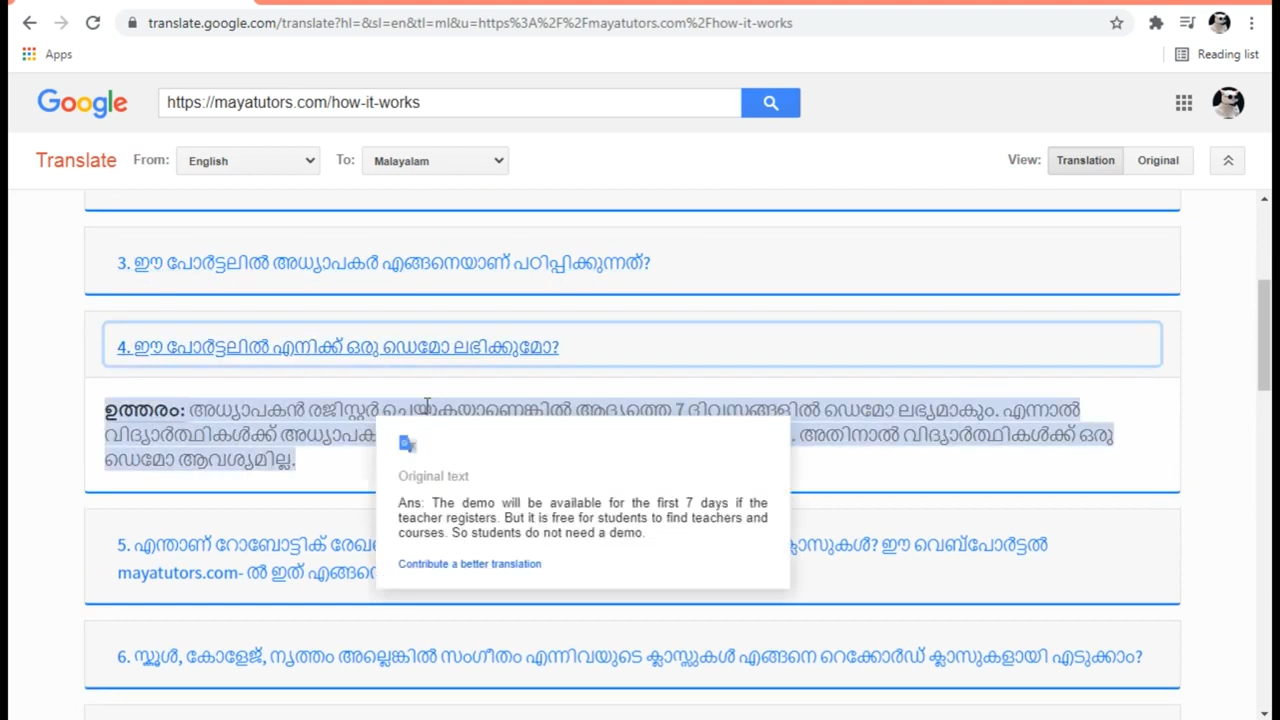 translate.google.com/translate?hl=&sl=en&tl=ml&u=https%3A%2F%2Fmayatutors.com%2Fhow-it-works
Apps
Reading list
Google
https://mayatutors.com/how-it-works
Translate From: English To: Malayalam View: Translation Original
3. ഈ പോർട്ടലിൽ അധ്യാപകർ എങ്ങനെയാണ് പഠിപ്പിക്കുന്നത്?
4. ഈ പോർട്ടലിൽ എനിക്ക് ഒരു ഡെമോ ലഭിക്കുമോ?
ഉത്തരം: അധ്യാപകൻ രജിസ്റ്റർ ചെയ്യുകയാണെങ്കിൽ ആദ്യത്തെ 7 ദിവസങ്ങളിൽ ഡെമോ ലഭ്യമാകും. എന്നാൽ
വിദ്യാർത്ഥികൾക്ക് . അതിനാൽ വിദ്യാർത്ഥികൾക്ക് ഒരു
ഡെമോ ആവശ്യമില്ല.
Original text
Ans: The demo will be available for the first 7 days if the
teacher registers. But it is free for students to find teachers and
courses. So students do not need a demo.
Contribute a better translation
5. എന്താണ് റോബോട്ടിക് ഈ വെബ്‌പോർട്ടൽ
mayatutors.com- ൽ ഇത്
6. സ്കൂൾ, കോളേജ്, നൃത്തം അല്ലെങ്കിൽ സംഗീതം എന്നിവയുടെ ക്ലാസ്സുകൾ എങ്ങനെ റെക്കോർഡ് ക്ലാസുകളായി എടുക്കാം?